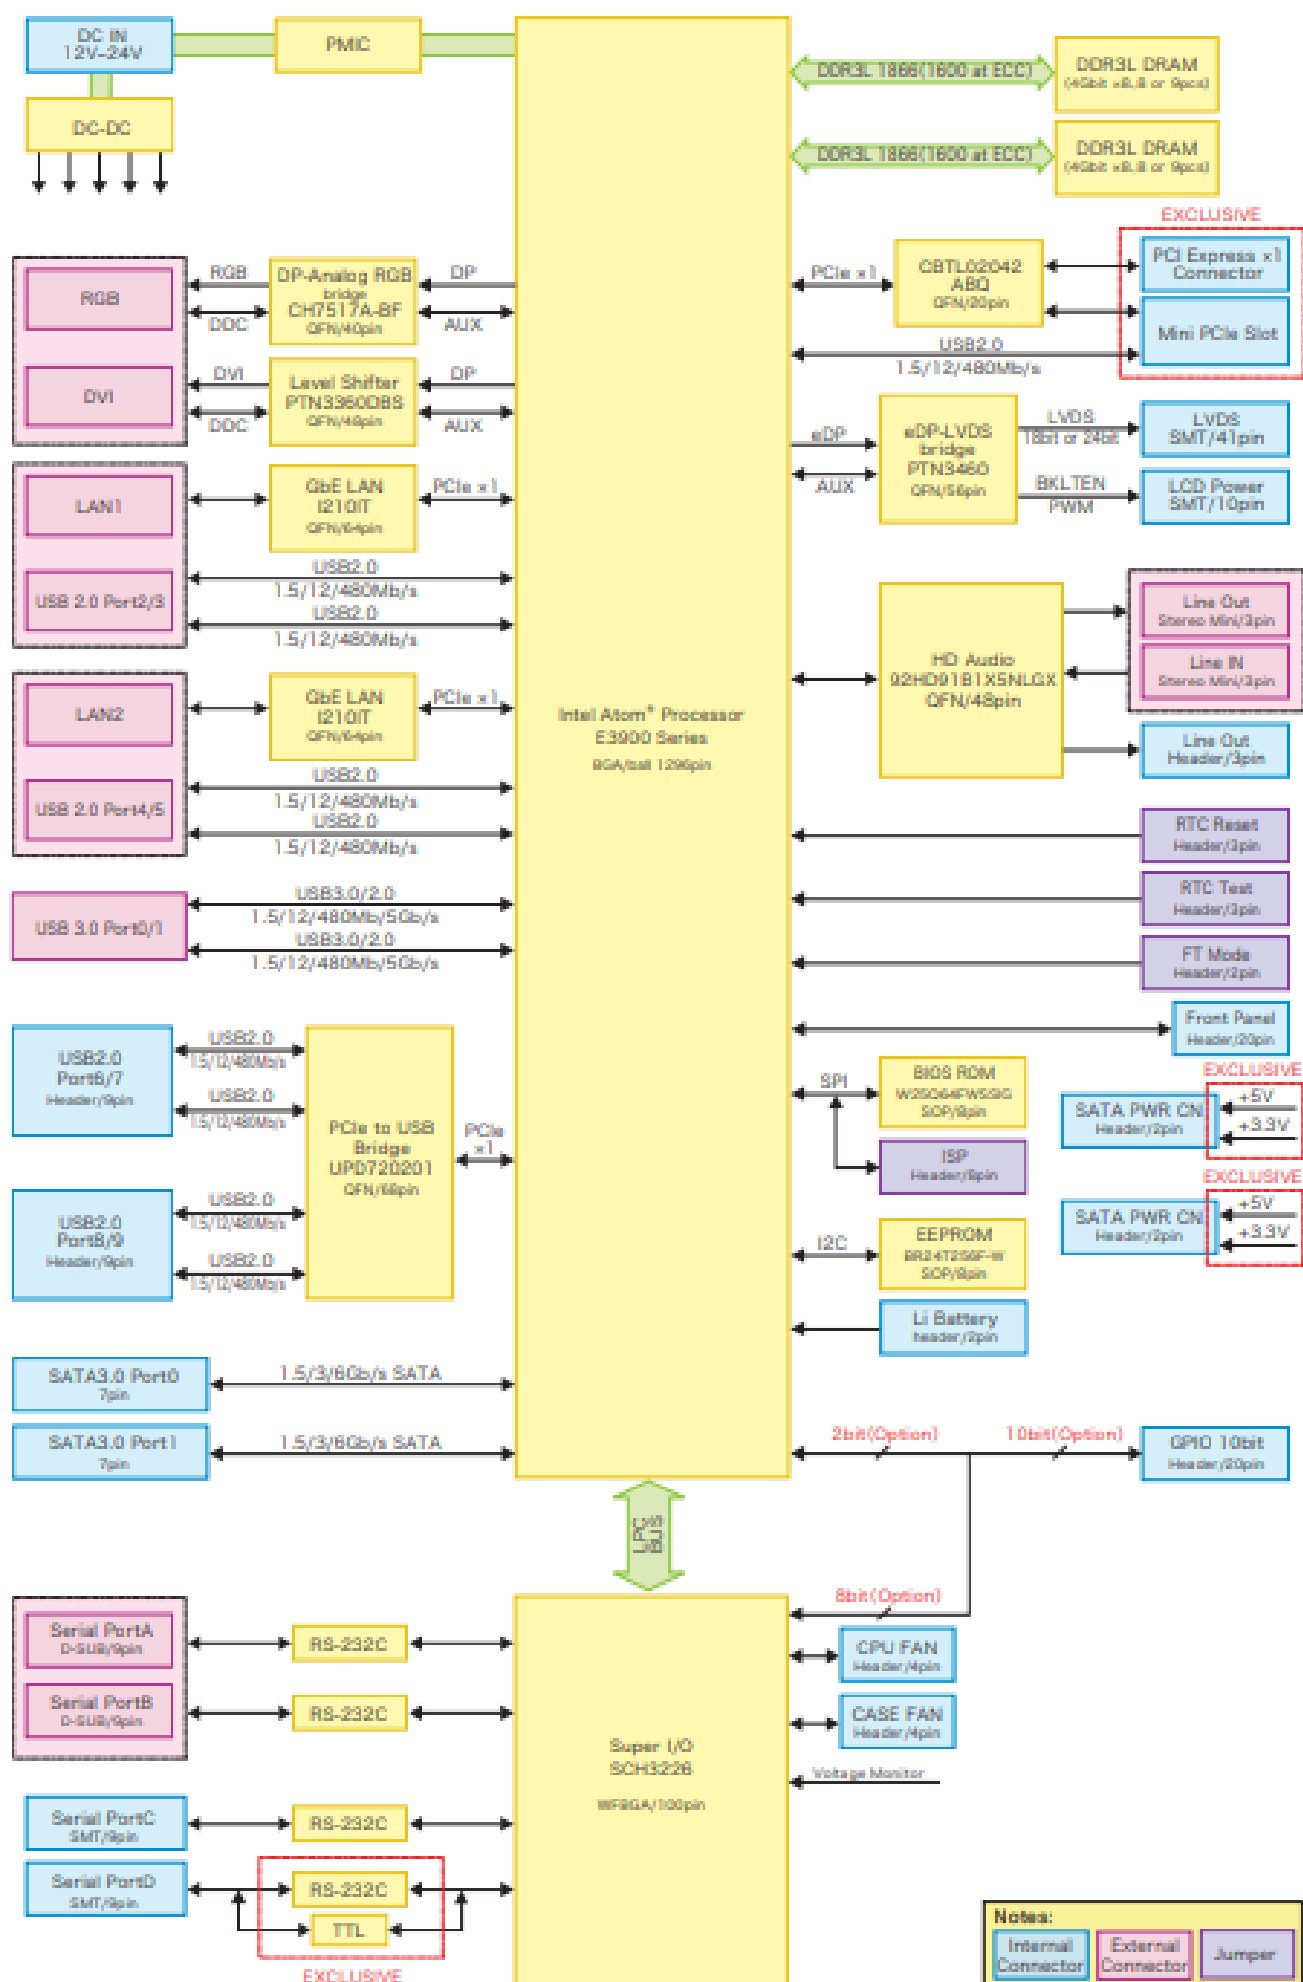 DC IN
12V~24V
PMIC
DC-DC
DDR3L 1866(1600 at ECC)
DDR3L DRAM
(4Gbit x8,8 or 9pcs)
DDR3L 1866(1600 at ECC)
DDR3L DRAM
(4Gbit x8,8 or 9pcs)
EXCLUSIVE
PCIe x1
CBTL02042
ABQ
QFN/20pin
PCI Express x1
Connector
Mini PCIe Slot
USB2.0
1.5/12/480Mb/s
RGB
RGB
DDC
DP-Analog RGB
bridge
CH7517A-BF
QFN/40pin
DP
AUX
DVI
DVI
DDC
Level Shifter
PTN3360DBS
QFN/48pin
DP
AUX
eDP
AUX
eDP-LVDS
bridge
PTN3460
QFN/56pin
LVDS
18bit or 24bit
LVDS
SMT/41pin
BKLTEN
PWM
LCD Power
SMT/10pin
LAN1
GbE LAN
I210IT
QFN/64pin
PCIe x1
USB 2.0 Port2/3
USB2.0
1.5/12/480Mb/s
USB2.0
1.5/12/480Mb/s
HD Audio
92HD91B1X5NLGX
QFN/48pin
Line Out
Stereo Mini/3pin
Line IN
Stereo Mini/3pin
Line Out
Header/3pin
LAN2
GbE LAN
I210IT
QFN/64pin
PCIe x1
USB 2.0 Port4/5
USB2.0
1.5/12/480Mb/s
USB2.0
1.5/12/480Mb/s
Intel Atom® Processor
E3900 Series
BGA/ball 1296pin
RTC Reset
Header/3pin
RTC Test
Header/3pin
FT Mode
Header/2pin
Front Panel
Header/20pin
USB 3.0 Port0/1
USB3.0/2.0
1.5/12/480Mb/5Gb/s
USB3.0/2.0
1.5/12/480Mb/5Gb/s
USB2.0
Port6/7
Header/9pin
USB2.0
1.5/12/480Mb/s
USB2.0
1.5/12/480Mb/s
PCIe to USB
Bridge
UPD720201
QFN/68pin
PCIe
x1
USB2.0
Port8/9
Header/9pin
USB2.0
1.5/12/480Mb/s
USB2.0
1.5/12/480Mb/s
SPI
BIOS ROM
W25Q64FWSSIG
SOP/8pin
ISP
Header/8pin
I2C
EEPROM
BR24T256F-W
SOP/8pin
Li Battery
header/2pin
EXCLUSIVE
SATA PWR CN
Header/2pin
+5V
+3.3V
EXCLUSIVE
SATA PWR CN
Header/2pin
+5V
+3.3V
SATA3.0 Port0
7pin
1.5/3/6Gb/s SATA
SATA3.0 Port1
7pin
1.5/3/6Gb/s SATA
2bit(Option)
10bit(Option)
GPIO 10bit
Header/20pin
LPC
BUS
8bit(Option)
Serial PortA
D-SUB/9pin
RS-232C
Serial PortB
D-SUB/9pin
RS-232C
CPU FAN
Header/4pin
CASE FAN
Header/4pin
Voltage Monitor
Super I/O
SCH3226
WFBGA/100pin
Serial PortC
SMT/9pin
RS-232C
Serial PortD
SMT/9pin
RS-232C
TTL
EXCLUSIVE
Notes:
Internal
Connector
External
Connector
Jumper